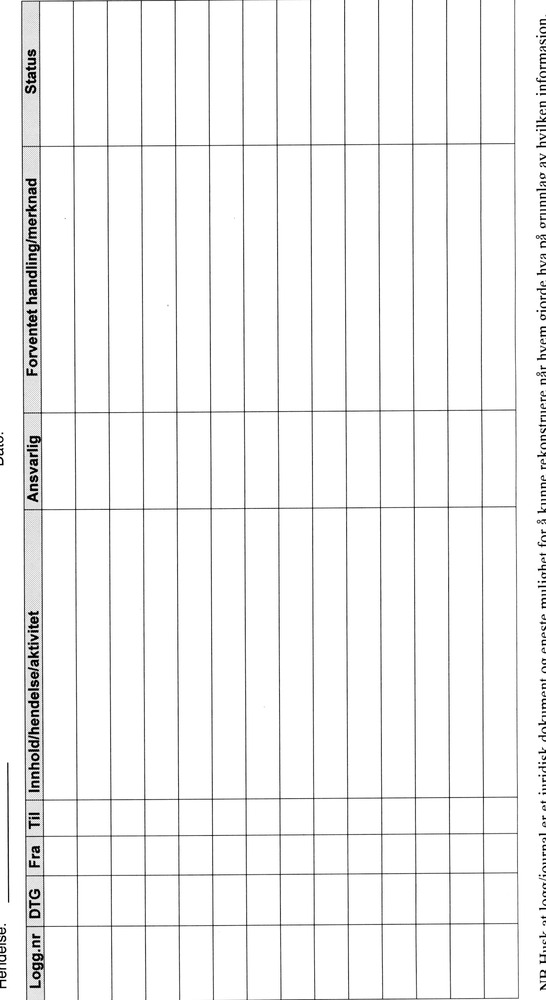 Hendelse: Dato:
Logg.nr DTG Fra Til Innhold/hendelse/aktivitet Ansvarlig Forventet handling/merknad Status
NB Husk at logg/journal er et juridisk dokument og eneste mulighet for å kunne rekonstruere når hvem gjorde hva på grunnlag av hvilken informasjon.